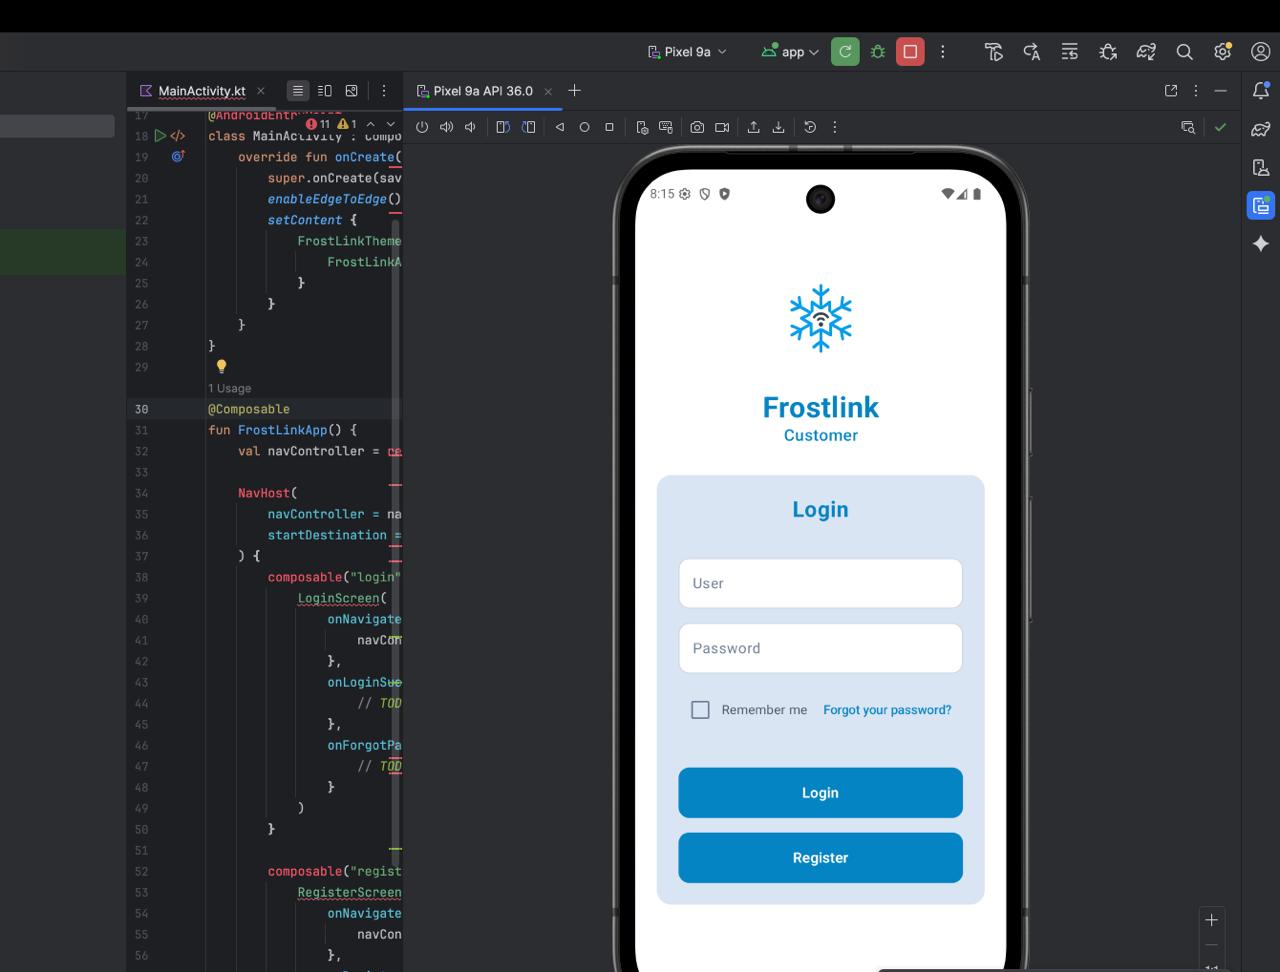 Pixel 9a
app
MainActivity.kt
Pixel 9a API 36.0
11 1
17 @AndroidEntr
18 class MainActivity : Compo
19 override fun onCreate(
20 super.onCreate(sav
21 enableEdgeToEdge()
22 setContent {
23 FrostLinkTheme
24 FrostLinkA
25 }
26 }
27 }
28 }
29
1 Usage
30 @Composable
31 fun FrostLinkApp() {
32 val navController = re
33
34 NavHost(
35 navController = na
36 startDestination =
37 ) {
38 composable("login"
39 LoginScreen(
40 onNavigate
41 navCon
42 },
43 onLoginSuc
44 // TOD
45 },
46 onForgotPa
47 // TOD
48 }
49 )
50 }
51
52 composable("regist
53 RegisterScreen
54 onNavigate
55 navCon
56 },
8:15
Frostlink
Customer
Login
User
Password
Remember me Forgot your password?
Login
Register